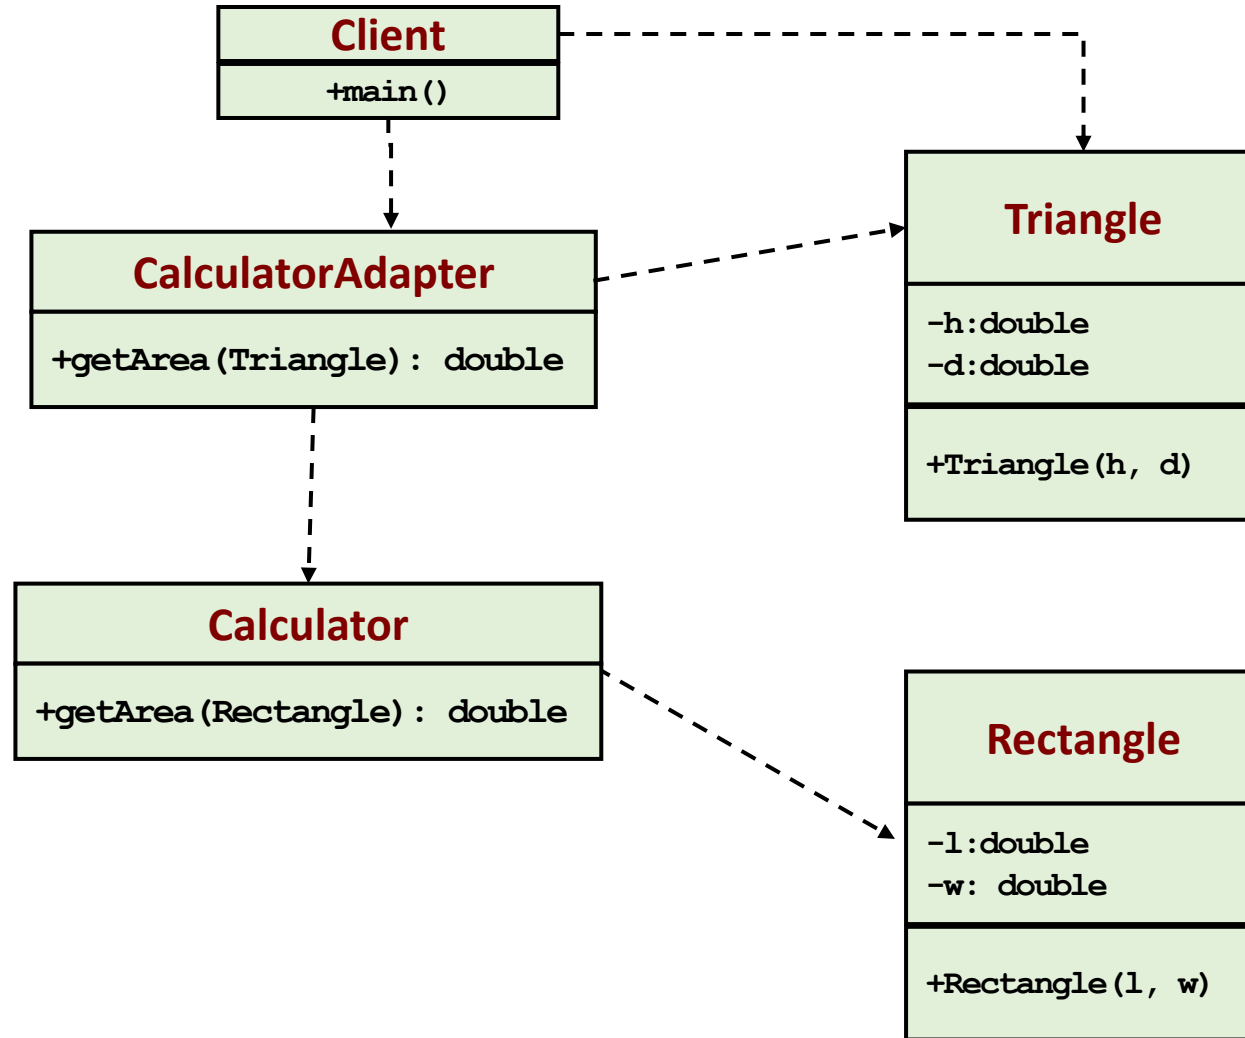 Client
+main()
Triangle
-h:double
-d:double
+Triangle(h, d)
CalculatorAdapter
+getArea(Triangle): double
Calculator
+getArea(Rectangle): double
Rectangle
-l:double
-w: double
+Rectangle(l, w)